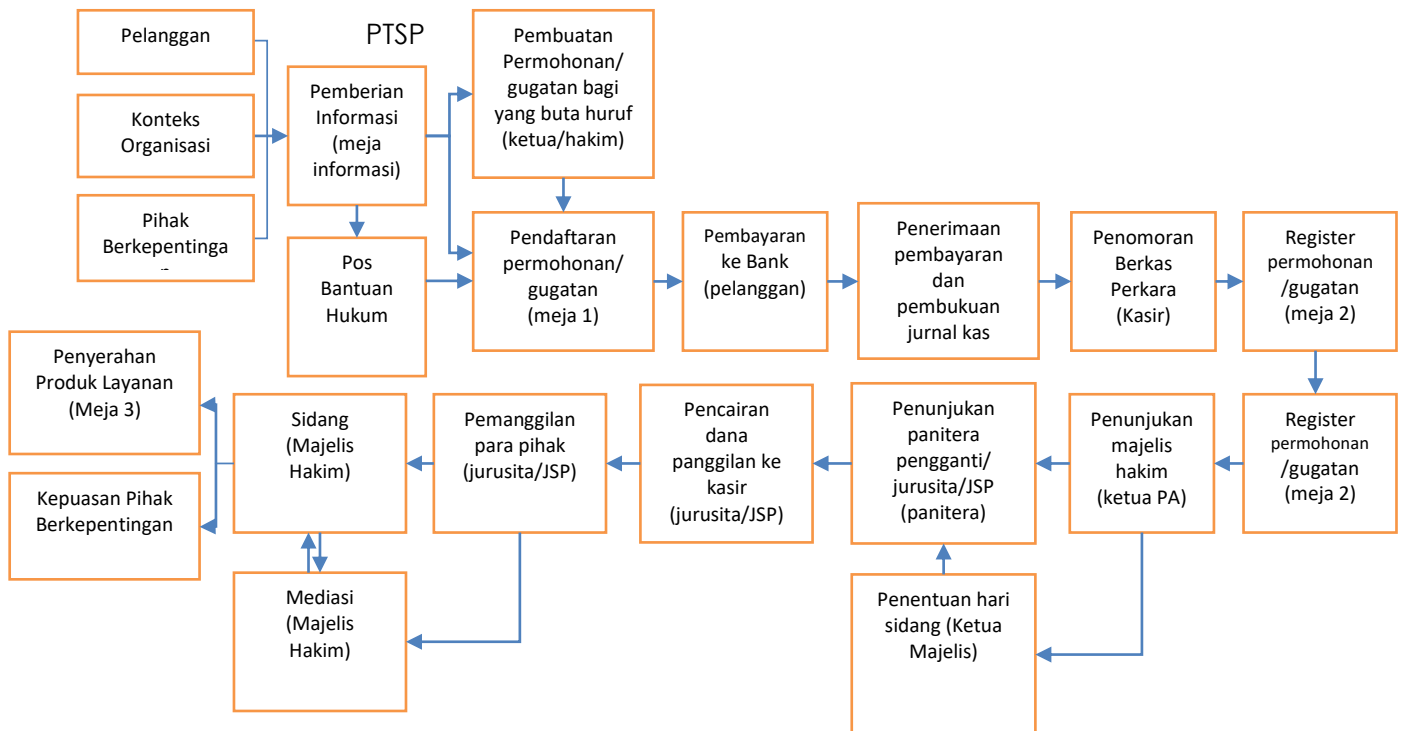 PTSP
Pelanggan
Konteks
Organisasi
Pihak
Berkepentinga
Pemberian
Informasi
(meja
informasi)
Pembuatan
Permohonan/
gugatan bagi
yang buta huruf
(ketua/hakim)
Pos
Bantuan
Hukum
Pendaftaran
permohonan/
gugatan
(meja 1)
Pembayaran
ke Bank
(pelanggan)
Penerimaan
pembayaran
dan
pembukuan
jurnal kas
Penomoran
Berkas
Perkara
(Kasir)
Register
permohonan
/gugatan
(meja 2)
Register
permohonan
/gugatan
(meja 2)
Penunjukan
majelis
hakim
(ketua PA)
Penentuan hari
sidang (Ketua
Majelis)
Penunjukan
panitera
pengganti/
jurusita/JSP
(panitera)
Pencairan
dana
panggilan ke
kasir
(jurusita/JSP)
Pemanggilan
para pihak
(jurusita/JSP)
Sidang
(Majelis
Hakim)
Mediasi
(Majelis
Hakim)
Penyerahan
Produk Layanan
(Meja 3)
Kepuasan Pihak
Berkepentingan